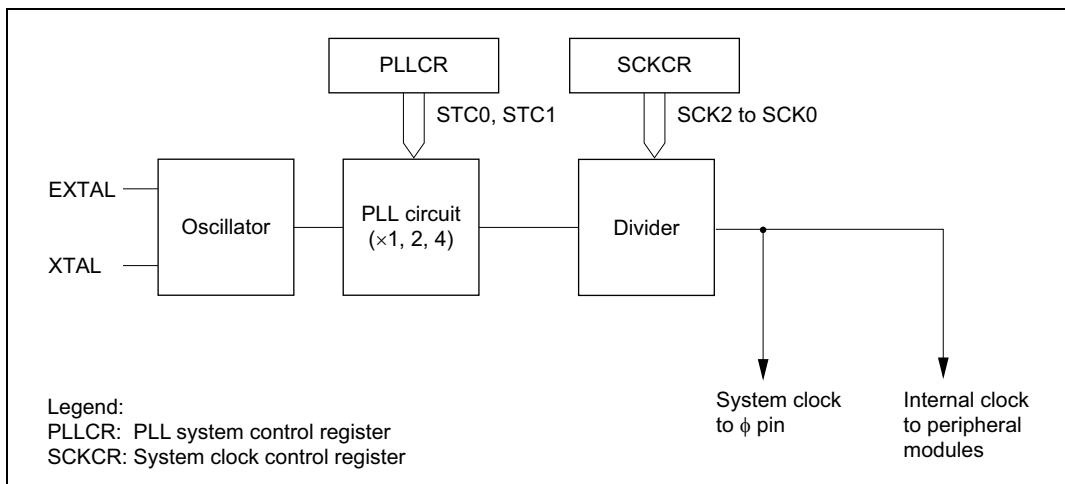 PLLCR
SCKCR
STC0, STC1
SCK2 to SCK0
EXTAL
XTAL
Oscillator
PLL circuit
(×1, 2, 4)
Divider
System clock
to ϕ pin
Internal clock
to peripheral
modules
Legend:
PLLCR: PLL system control register
SCKCR: System clock control register